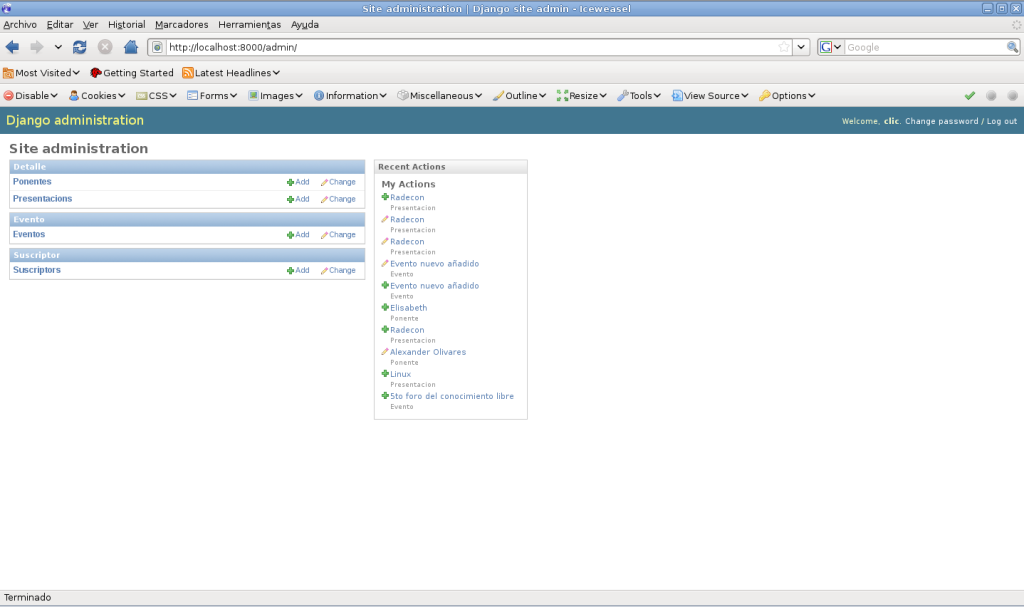 Site administration | Django site admin - Iceweasel
Archivo Editar Ver Historial Marcadores Herramientas Ayuda
http://localhost:8000/admin/ Google
Most Visited Getting Started Latest Headlines
Disable Cookies CSS Forms Images Information Miscellaneous Outline Resize Tools View Source Options
Django administration Welcome, clic. Change password / Log out
Site administration
Detalle
Ponentes Add Change
Presentacions Add Change
Evento
Eventos Add Change
Suscriptor
Suscriptors Add Change
Recent Actions
My Actions
Radecon
Presentacion
Radecon
Presentacion
Radecon
Presentacion
Evento nuevo añadido
Evento
Evento nuevo añadido
Evento
Elisabeth
Ponente
Radecon
Presentacion
Alexander Olivares
Ponente
Linux
Presentacion
5to foro del conocimiento libre
Evento
Terminado